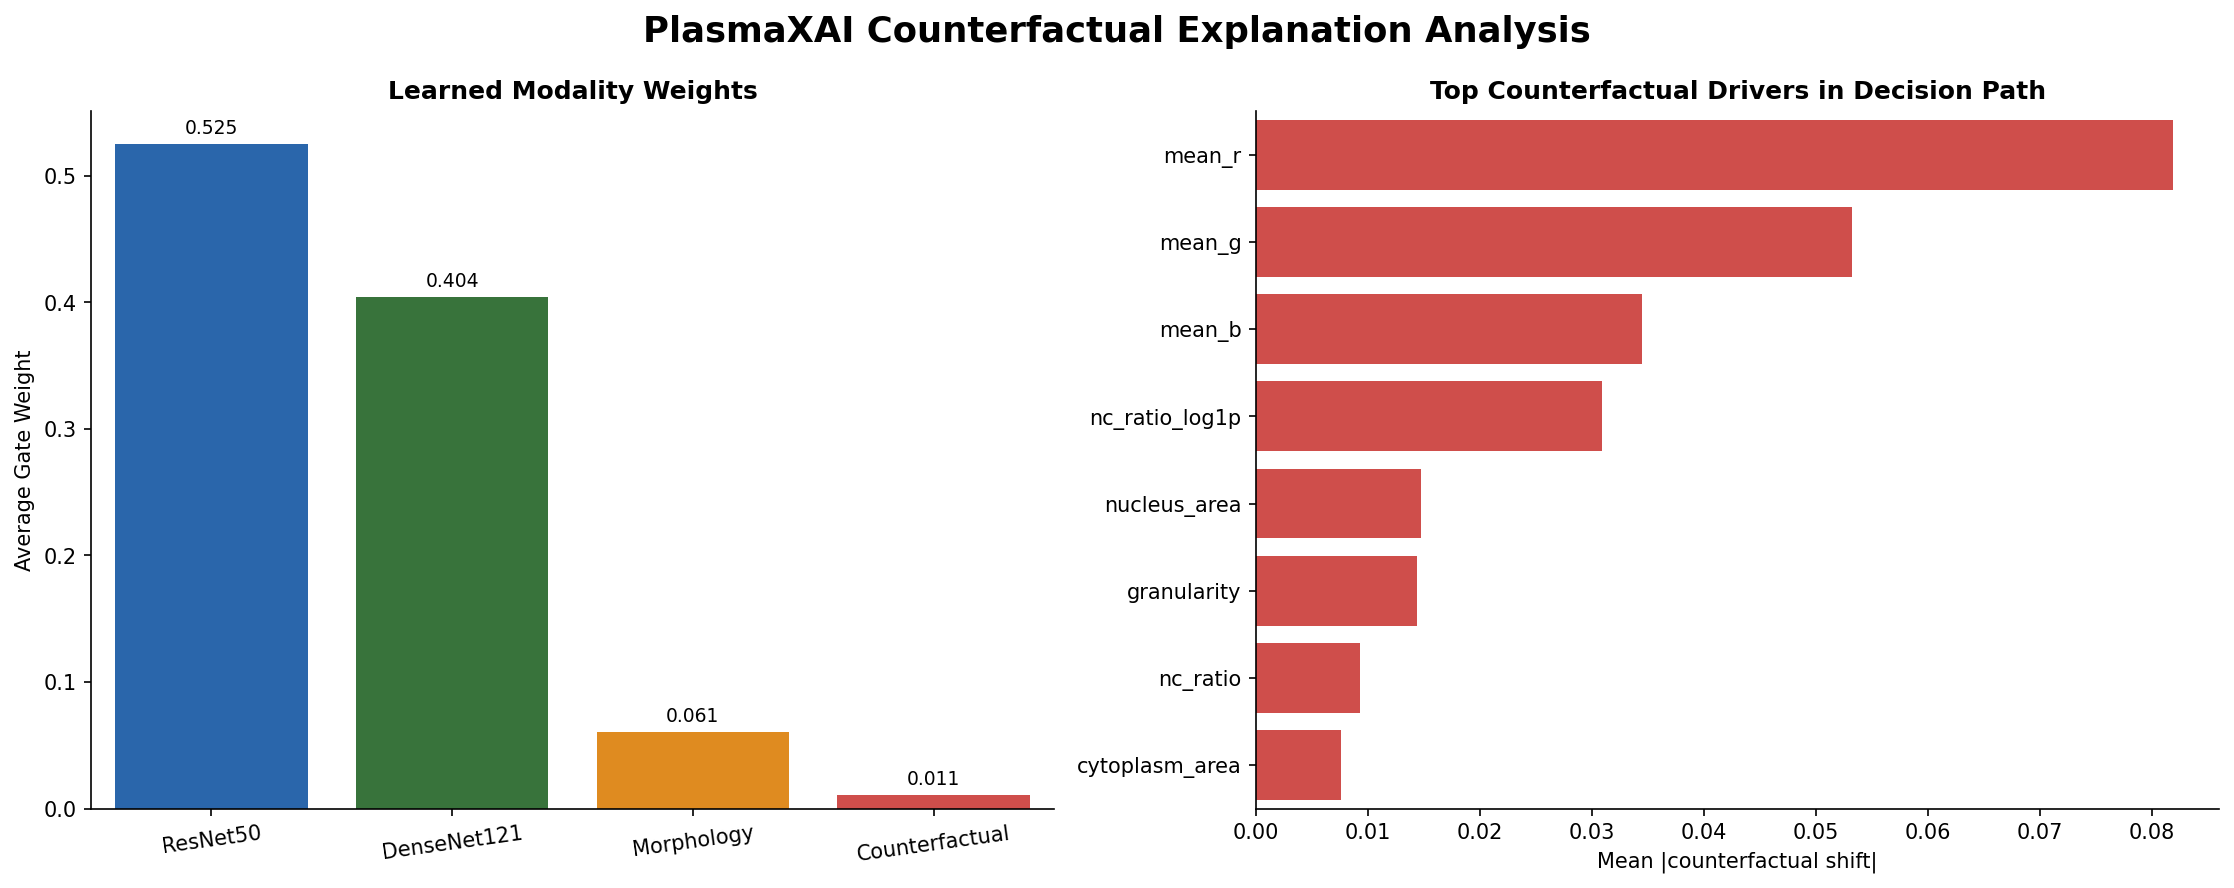 PlasmaXAI Counterfactual Explanation Analysis
Learned Modality Weights
Average Gate Weight
0.5
0.4
0.3
0.2
0.1
0.0
0.525
0.404
0.061
0.011
ResNet50
DenseNet121
Morphology
Counterfactual
Top Counterfactual Drivers in Decision Path
mean_r
mean_g
mean_b
nc_ratio_log1p
nucleus_area
granularity
nc_ratio
cytoplasm_area
0.00 0.01 0.02 0.03 0.04 0.05 0.06 0.07 0.08
Mean |counterfactual shift|